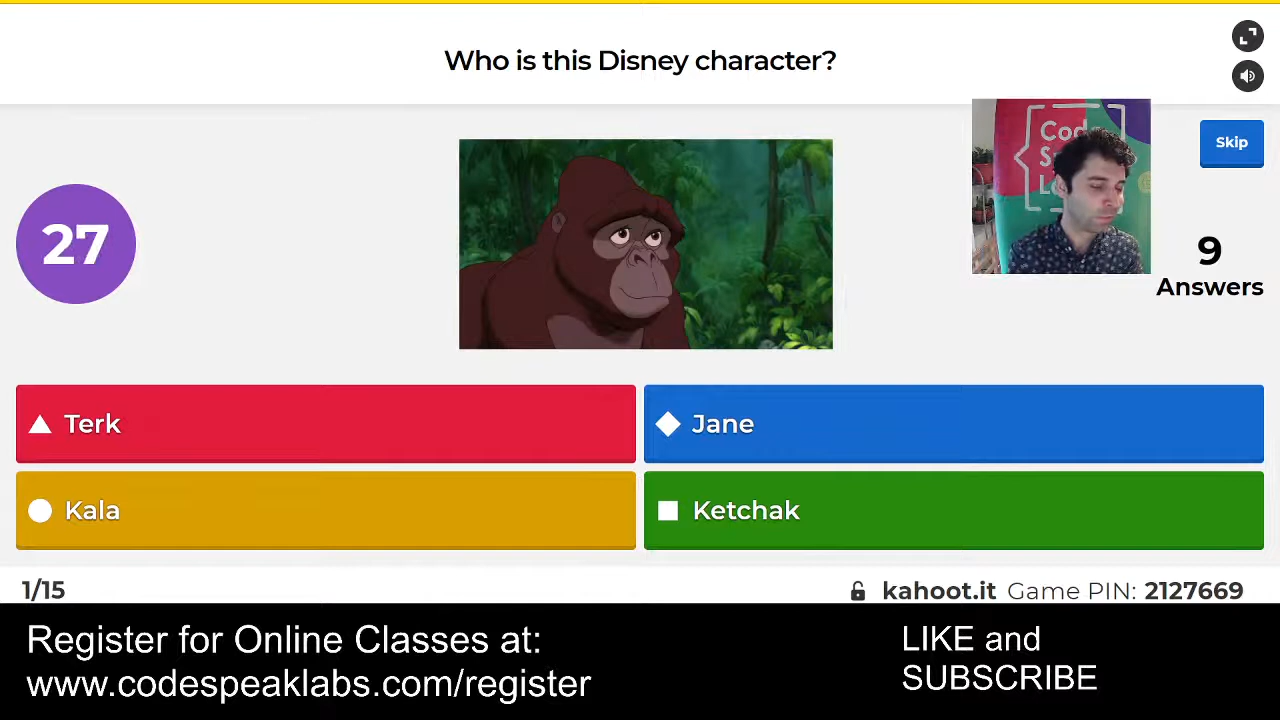 Who is this Disney character?
Skip
27
9
Answers
Terk
Jane
Kala
Ketchak
1/15
kahoot.it Game PIN: 2127669
Register for Online Classes at:
www.codespeaklabs.com/register
LIKE and
SUBSCRIBE